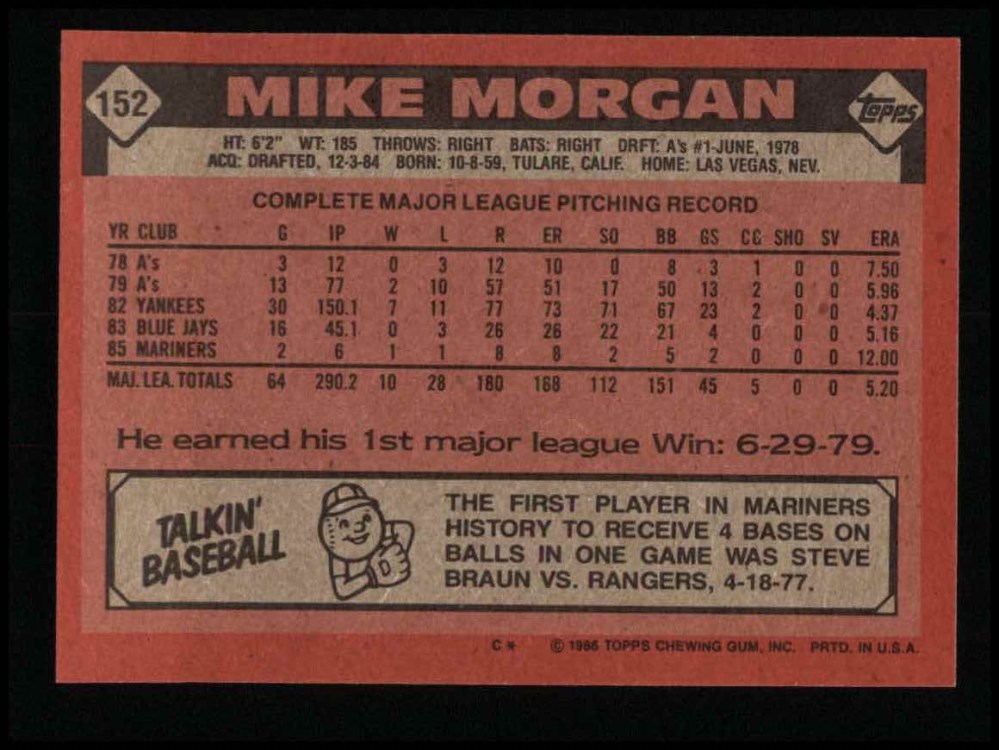 152
MIKE MORGAN
topps
HT: 6'2" WT: 185 THROWS: RIGHT BATS: RIGHT DRFT: A's #1-JUNE, 1978
ACQ: DRAFTED, 12-3-84 BORN: 10-8-59, TULARE, CALIF. HOME: LAS VEGAS, NEV.
COMPLETE MAJOR LEAGUE PITCHING RECORD
YR CLUB G IP W L R ER SO BB GS CG SHO SV ERA
78 A's 3 12 0 3 12 10 0 8 3 1 0 0 7.50
79 A's 13 77 2 10 57 51 17 50 13 2 0 0 5.96
82 YANKEES 30 150.1 7 11 77 73 71 67 23 2 0 0 4.37
83 BLUE JAYS 16 45.1 0 3 26 26 22 21 4 0 0 0 5.16
85 MARINERS 2 6 1 1 8 8 2 5 2 0 0 0 12.00
MAJ. LEA. TOTALS 64 290.2 10 28 180 168 112 151 45 5 0 0 5.20
He earned his 1st major league Win: 6-29-79.
TALKIN'
BASEBALL
D
THE FIRST PLAYER IN MARINERS
HISTORY TO RECEIVE 4 BASES ON
BALLS IN ONE GAME WAS STEVE
BRAUN VS. RANGERS, 4-18-77.
C* © 1986 TOPPS CHEWING GUM, INC. PRTD. IN U.S.A.